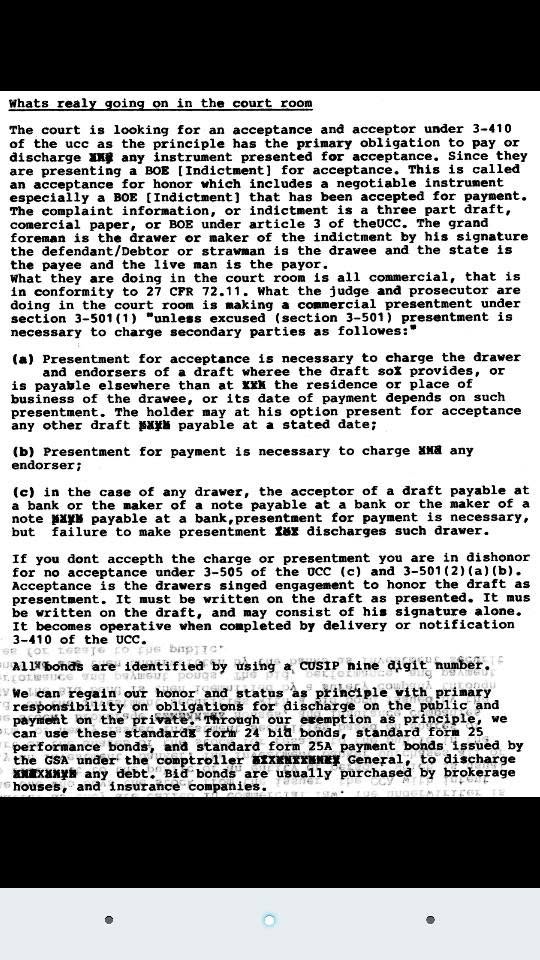 Whats realy going on in the court room
The court is looking for an acceptance and acceptor under 3-410
of the ucc as the principle has the primary obligation to pay or
discharge any instrument presented for acceptance. Since they
are presenting a BOE [Indictment] for acceptance. This is called
an acceptance for honor which includes a negotiable instrument
especially a BOE [Indictment] that has been accepted for payment.
The complaint information, or indictment is a three part draft,
comercial paper, or BOE under article 3 of theUCC. The grand
foreman is the drawer or maker of the indictment by his signature
the defendant/Debtor or strawman is the drawee and the state is
the payee and the live man is the payor.
What they are doing in the court room is all commercial, that is
in conformity to 27 CFR 72.11. What the judge and prosecutor are
doing in the court room is making a commercial presentment under
section 3-501(1) "unless excused (section 3-501) presentment is
necessary to charge secondary parties as followes:"
(a) Presentment for acceptance is necessary to charge the drawer
and endorsers of a draft wheree the draft so provides, or
is payable elsewhere than at the residence or place of
business of the drawee, or its date of payment depends on such
presentment. The holder may at his option present for acceptance
any other draft payable at a stated date;
(b) Presentment for payment is necessary to charge any
endorser;
(c) in the case of any drawer, the acceptor of a draft payable at
a bank or the maker of a note payable at a bank or the maker of a
note payable at a bank,presentment for payment is necessary,
but failure to make presentment discharges such drawer.
If you dont accepth the charge or presentment you are in dishonor
for no acceptance under 3-505 of the UCC (c) and 3-501(2)(a)(b).
Acceptance is the drawers singed engagement to honor the draft as
presentment. It must be written on the draft as presented. It mus
be written on the draft, and may consist of his signature alone.
It becomes operative when completed by delivery or notification
3-410 of the UCC.
All bonds are identified by using a CUSIP nine digit number.
We can regain our honor and status as principle with primary
responsibility on obligations for discharge on the public and
payment on the private. Through our exemption as principle, we
can use these standard form 24 bid bonds, standard form 25
performance bonds, and standard form 25A payment bonds issued by
the GSA under the comptroller General, to discharge
any debt. Bid bonds are usually purchased by brokerage
houses, and insurance companies.